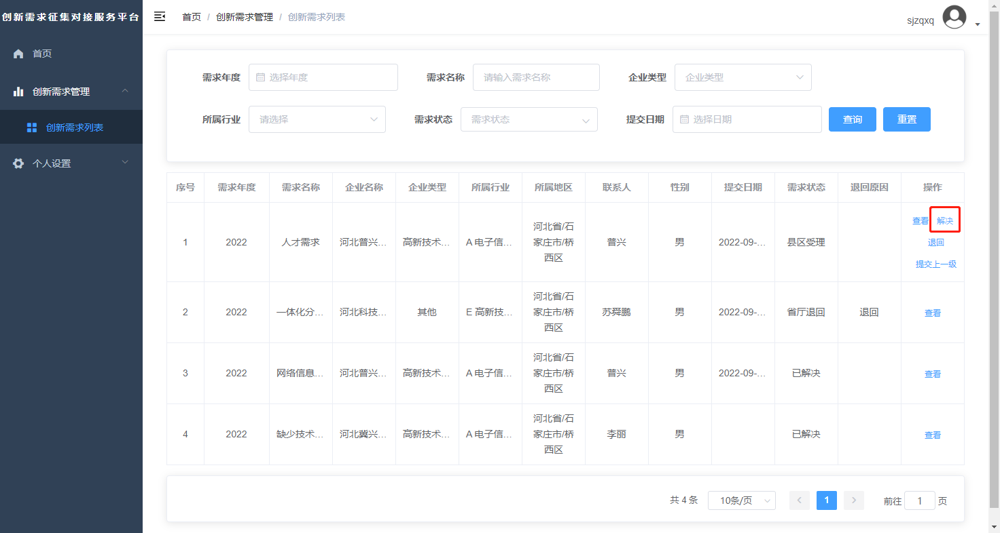 创新需求征集对接服务平台
首页 / 创新需求管理 / 创新需求列表
sjzqxq
首页
创新需求管理
创新需求列表
个人设置
需求年度 选择年度 需求名称 请输入需求名称 企业类型 企业类型
所属行业 请选择 需求状态 需求状态 提交日期 选择日期 查询 重置
序号 需求年度 需求名称 企业名称 企业类型 所属行业 所属地区 联系人 性别 提交日期 需求状态 退回原因 操作
1 2022 人才需求 河北普兴... 高新技术... A 电子信... 河北省/石家庄市/桥西区 普兴 男 2022-09-... 县区受理 查看 解决 退回 提交上一级
2 2022 一体化分... 河北科技... 其他 E 高新技... 河北省/石家庄市/桥西区 苏舜鹏 男 2022-09-... 省厅退回 退回 查看
3 2022 网络信息... 河北普兴... 高新技术... A 电子信... 河北省/石家庄市/桥西区 普兴 男 2022-09-... 已解决 查看
4 2022 缺少技术... 河北冀兴... 高新技术... A 电子信... 河北省/石家庄市/桥西区 李丽 男 已解决 查看
共 4 条 10条/页 1 前往 1 页